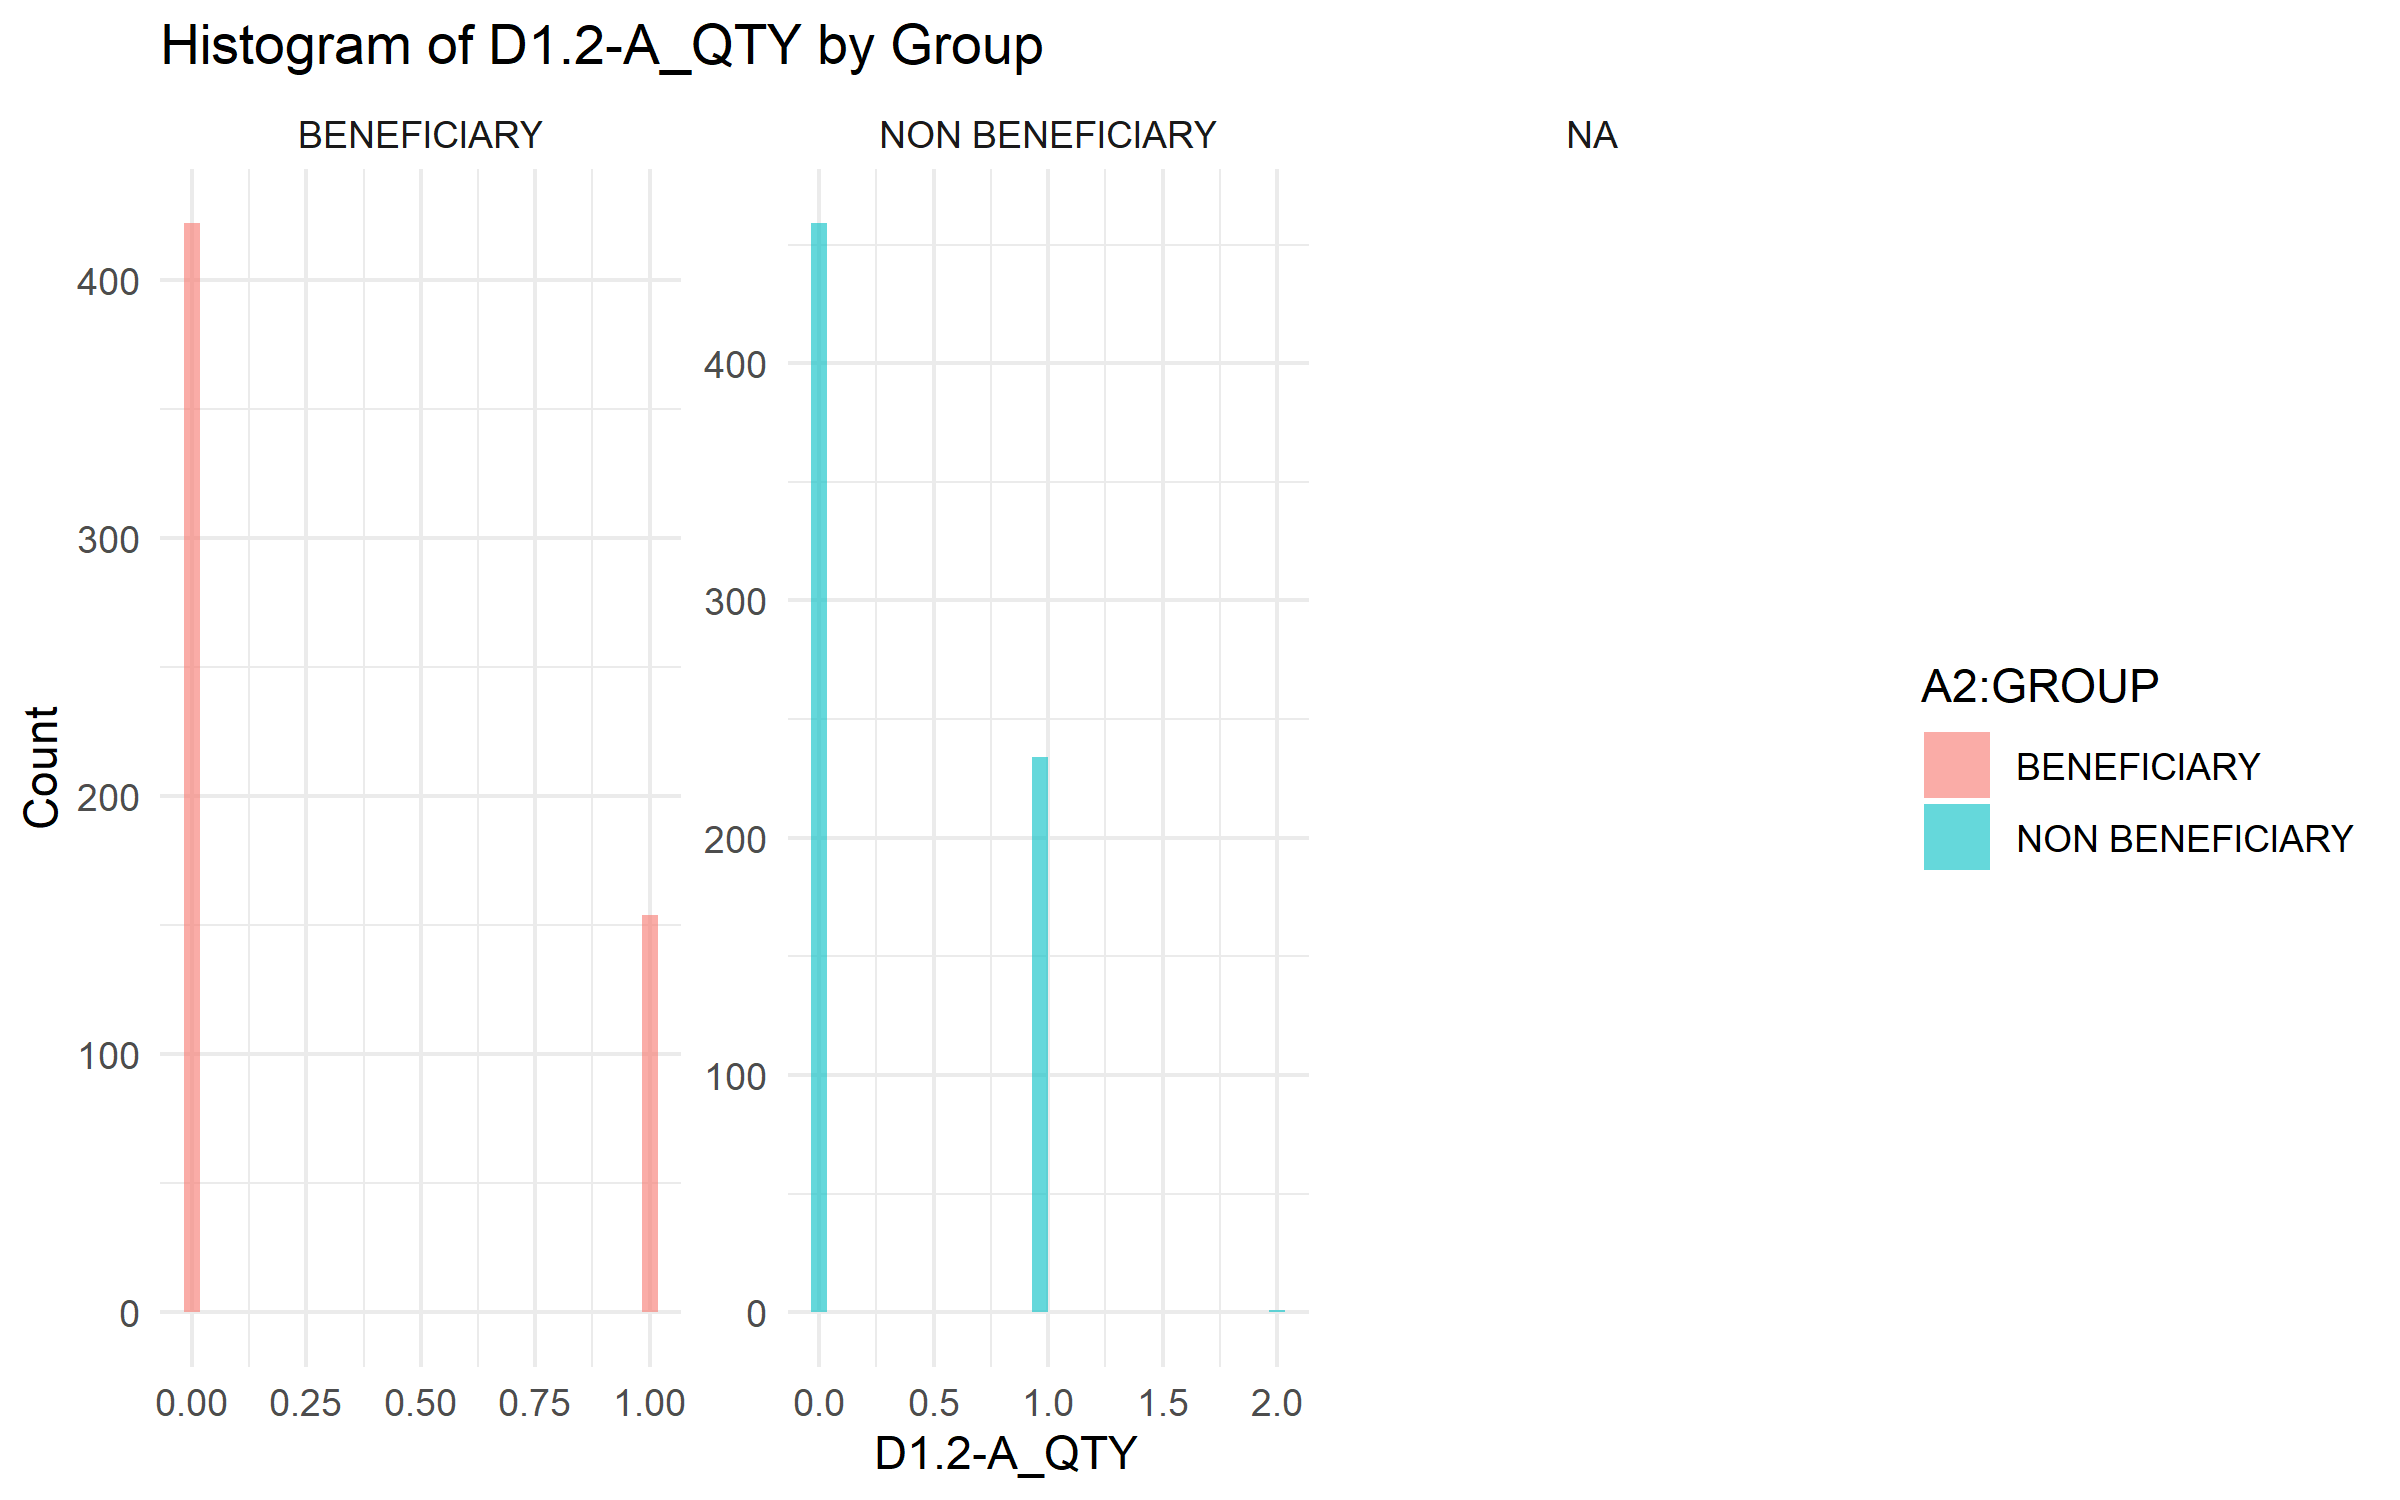 Histogram of D1.2-A_QTY by Group
BENEFICIARY
NON BENEFICIARY
NA
Count
400
300
200
100
0
400
300
200
100
0
0.00 0.25 0.50 0.75 1.00
0.0 0.5 1.0 1.5 2.0
D1.2-A_QTY
A2:GROUP
BENEFICIARY
NON BENEFICIARY